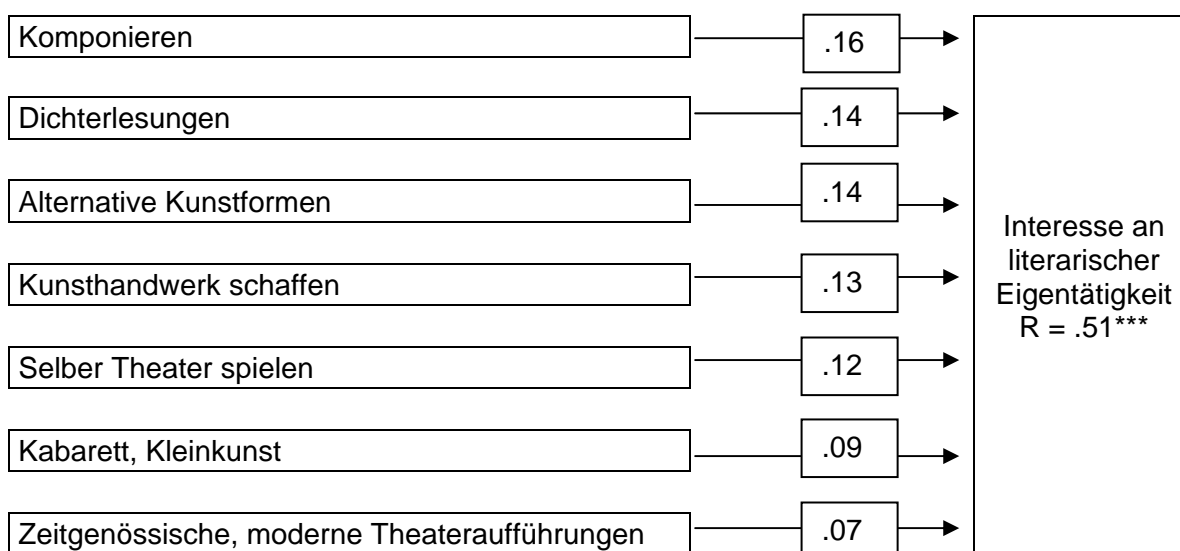 Komponieren
.16
Dichterlesungen
.14
Alternative Kunstformen
.14
Kunsthandwerk schaffen
.13
Selber Theater spielen
.12
Kabarett, Kleinkunst
.09
Zeitgenössische, moderne Theateraufführungen
.07
Interesse an
literarischer
Eigentätigkeit
R = .51***